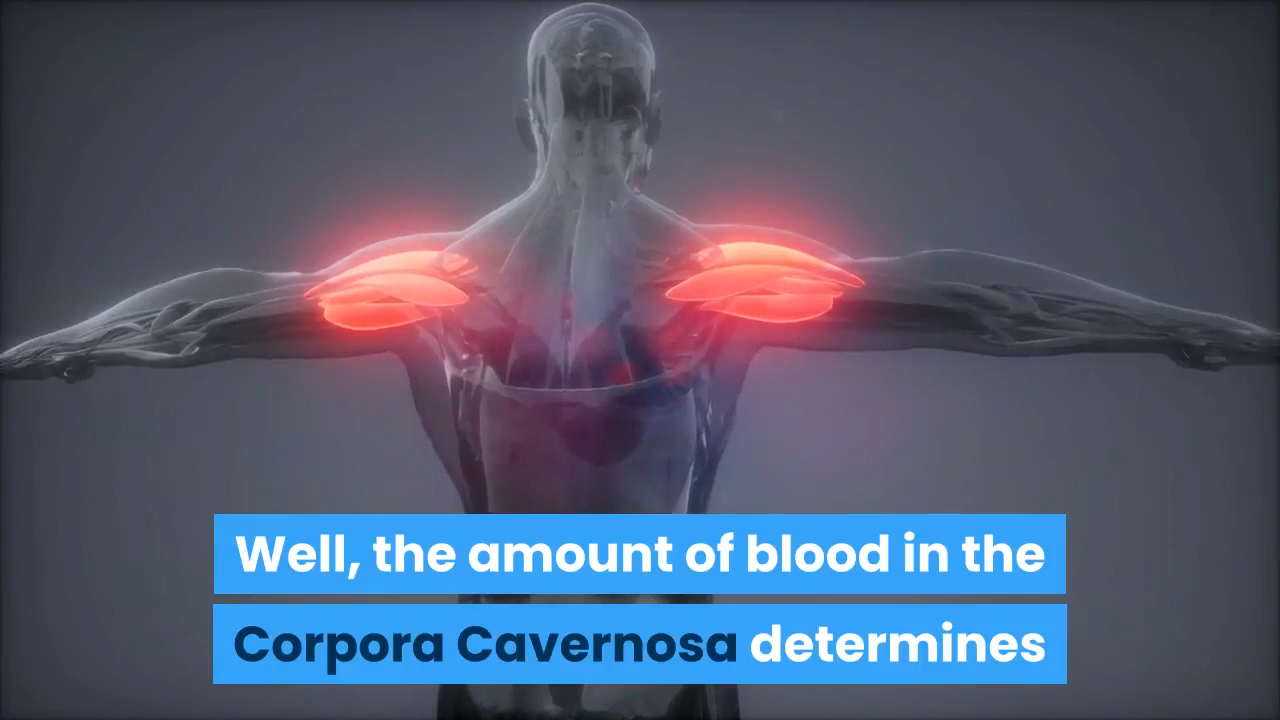 Well, the amount of blood in the
Corpora Cavernosa determines